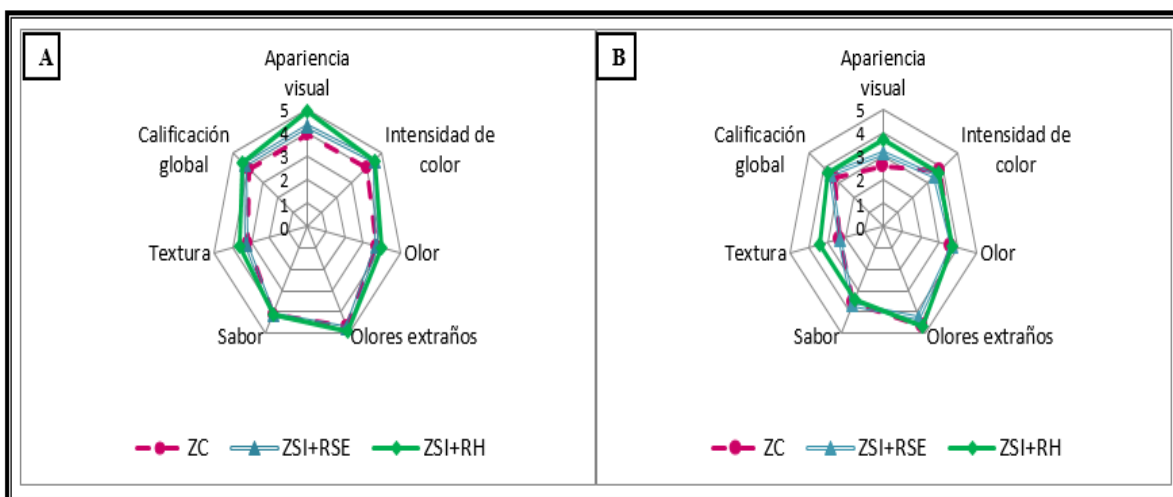 A
Apariencia
visual
5
4
3
2
1
0
Intensidad de
color
Olor
Olores extraños
Sabor
Textura
Calificación
global
ZC
ZSI+RSE
ZSI+RH
B
Apariencia
visual
5
4
3
2
1
0
Intensidad de
color
Olor
Olores extraños
Sabor
Textura
Calificación
global
ZC
ZSI+RSE
ZSI+RH